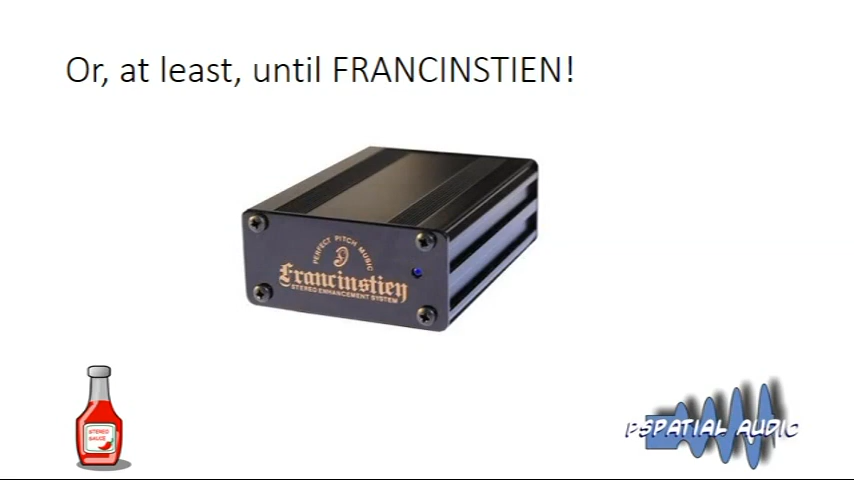 Or, at least, until FRANCINSTIEN!
PERFECT PITCH MUSIC
Francinstien
STEREO ENHANCEMENT SYSTEM
STEREO
SAUCE
PSPATIAL AUDIO